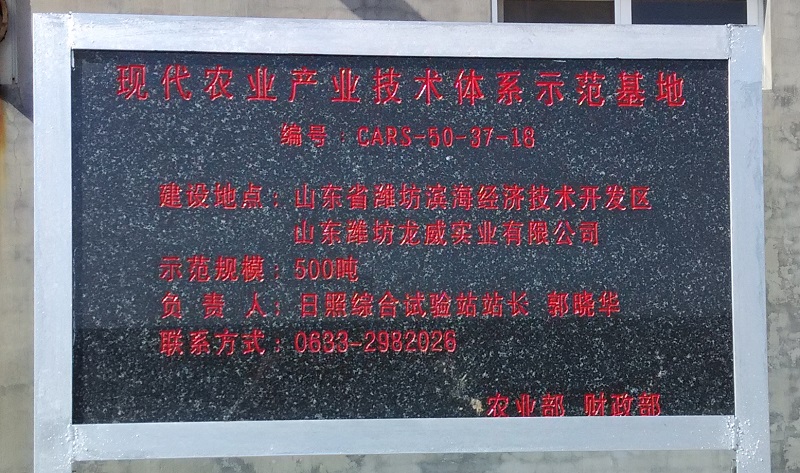 现代农业产业技术体系示范基地
编号：CARS-50-37-18
建设地点：山东省潍坊滨海经济技术开发区
山东潍坊龙威实业有限公司
示范规模：500吨
负责人：日照综合试验站站长 郭晓华
联系方式：0633-2982026
农业部 财政部